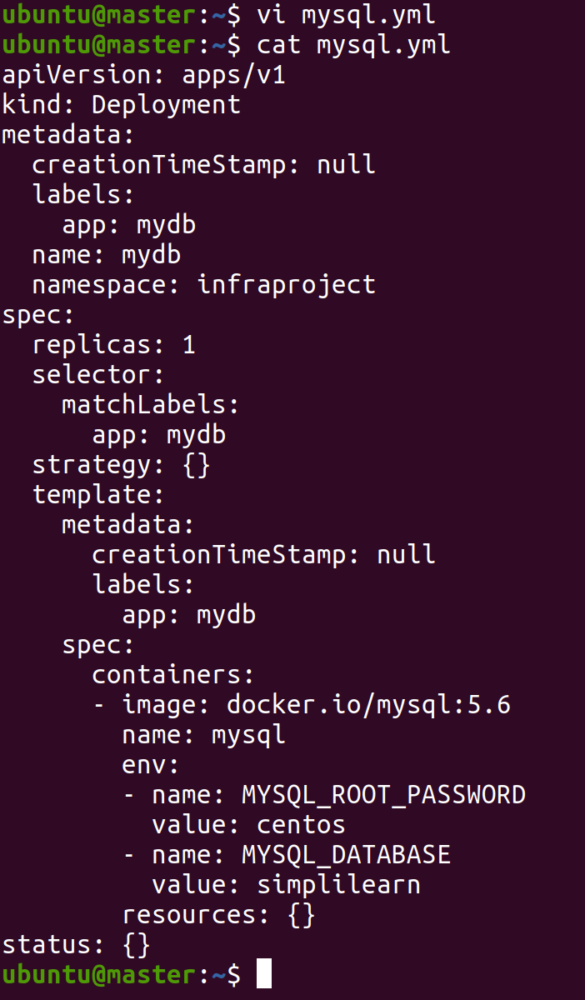 ubuntu@master:~$ vi mysql.yml
ubuntu@master:~$ cat mysql.yml
apiVersion: apps/v1
kind: Deployment
metadata:
  creationTimeStamp: null
  labels:
    app: mydb
  name: mydb
  namespace: infraproject
spec:
  replicas: 1
  selector:
    matchLabels:
      app: mydb
  strategy: {}
  template:
    metadata:
      creationTimeStamp: null
      labels:
        app: mydb
    spec:
      containers:
      - image: docker.io/mysql:5.6
        name: mysql
        env:
        - name: MYSQL_ROOT_PASSWORD
          value: centos
        - name: MYSQL_DATABASE
          value: simplilearn
        resources: {}
status: {}
ubuntu@master:~$